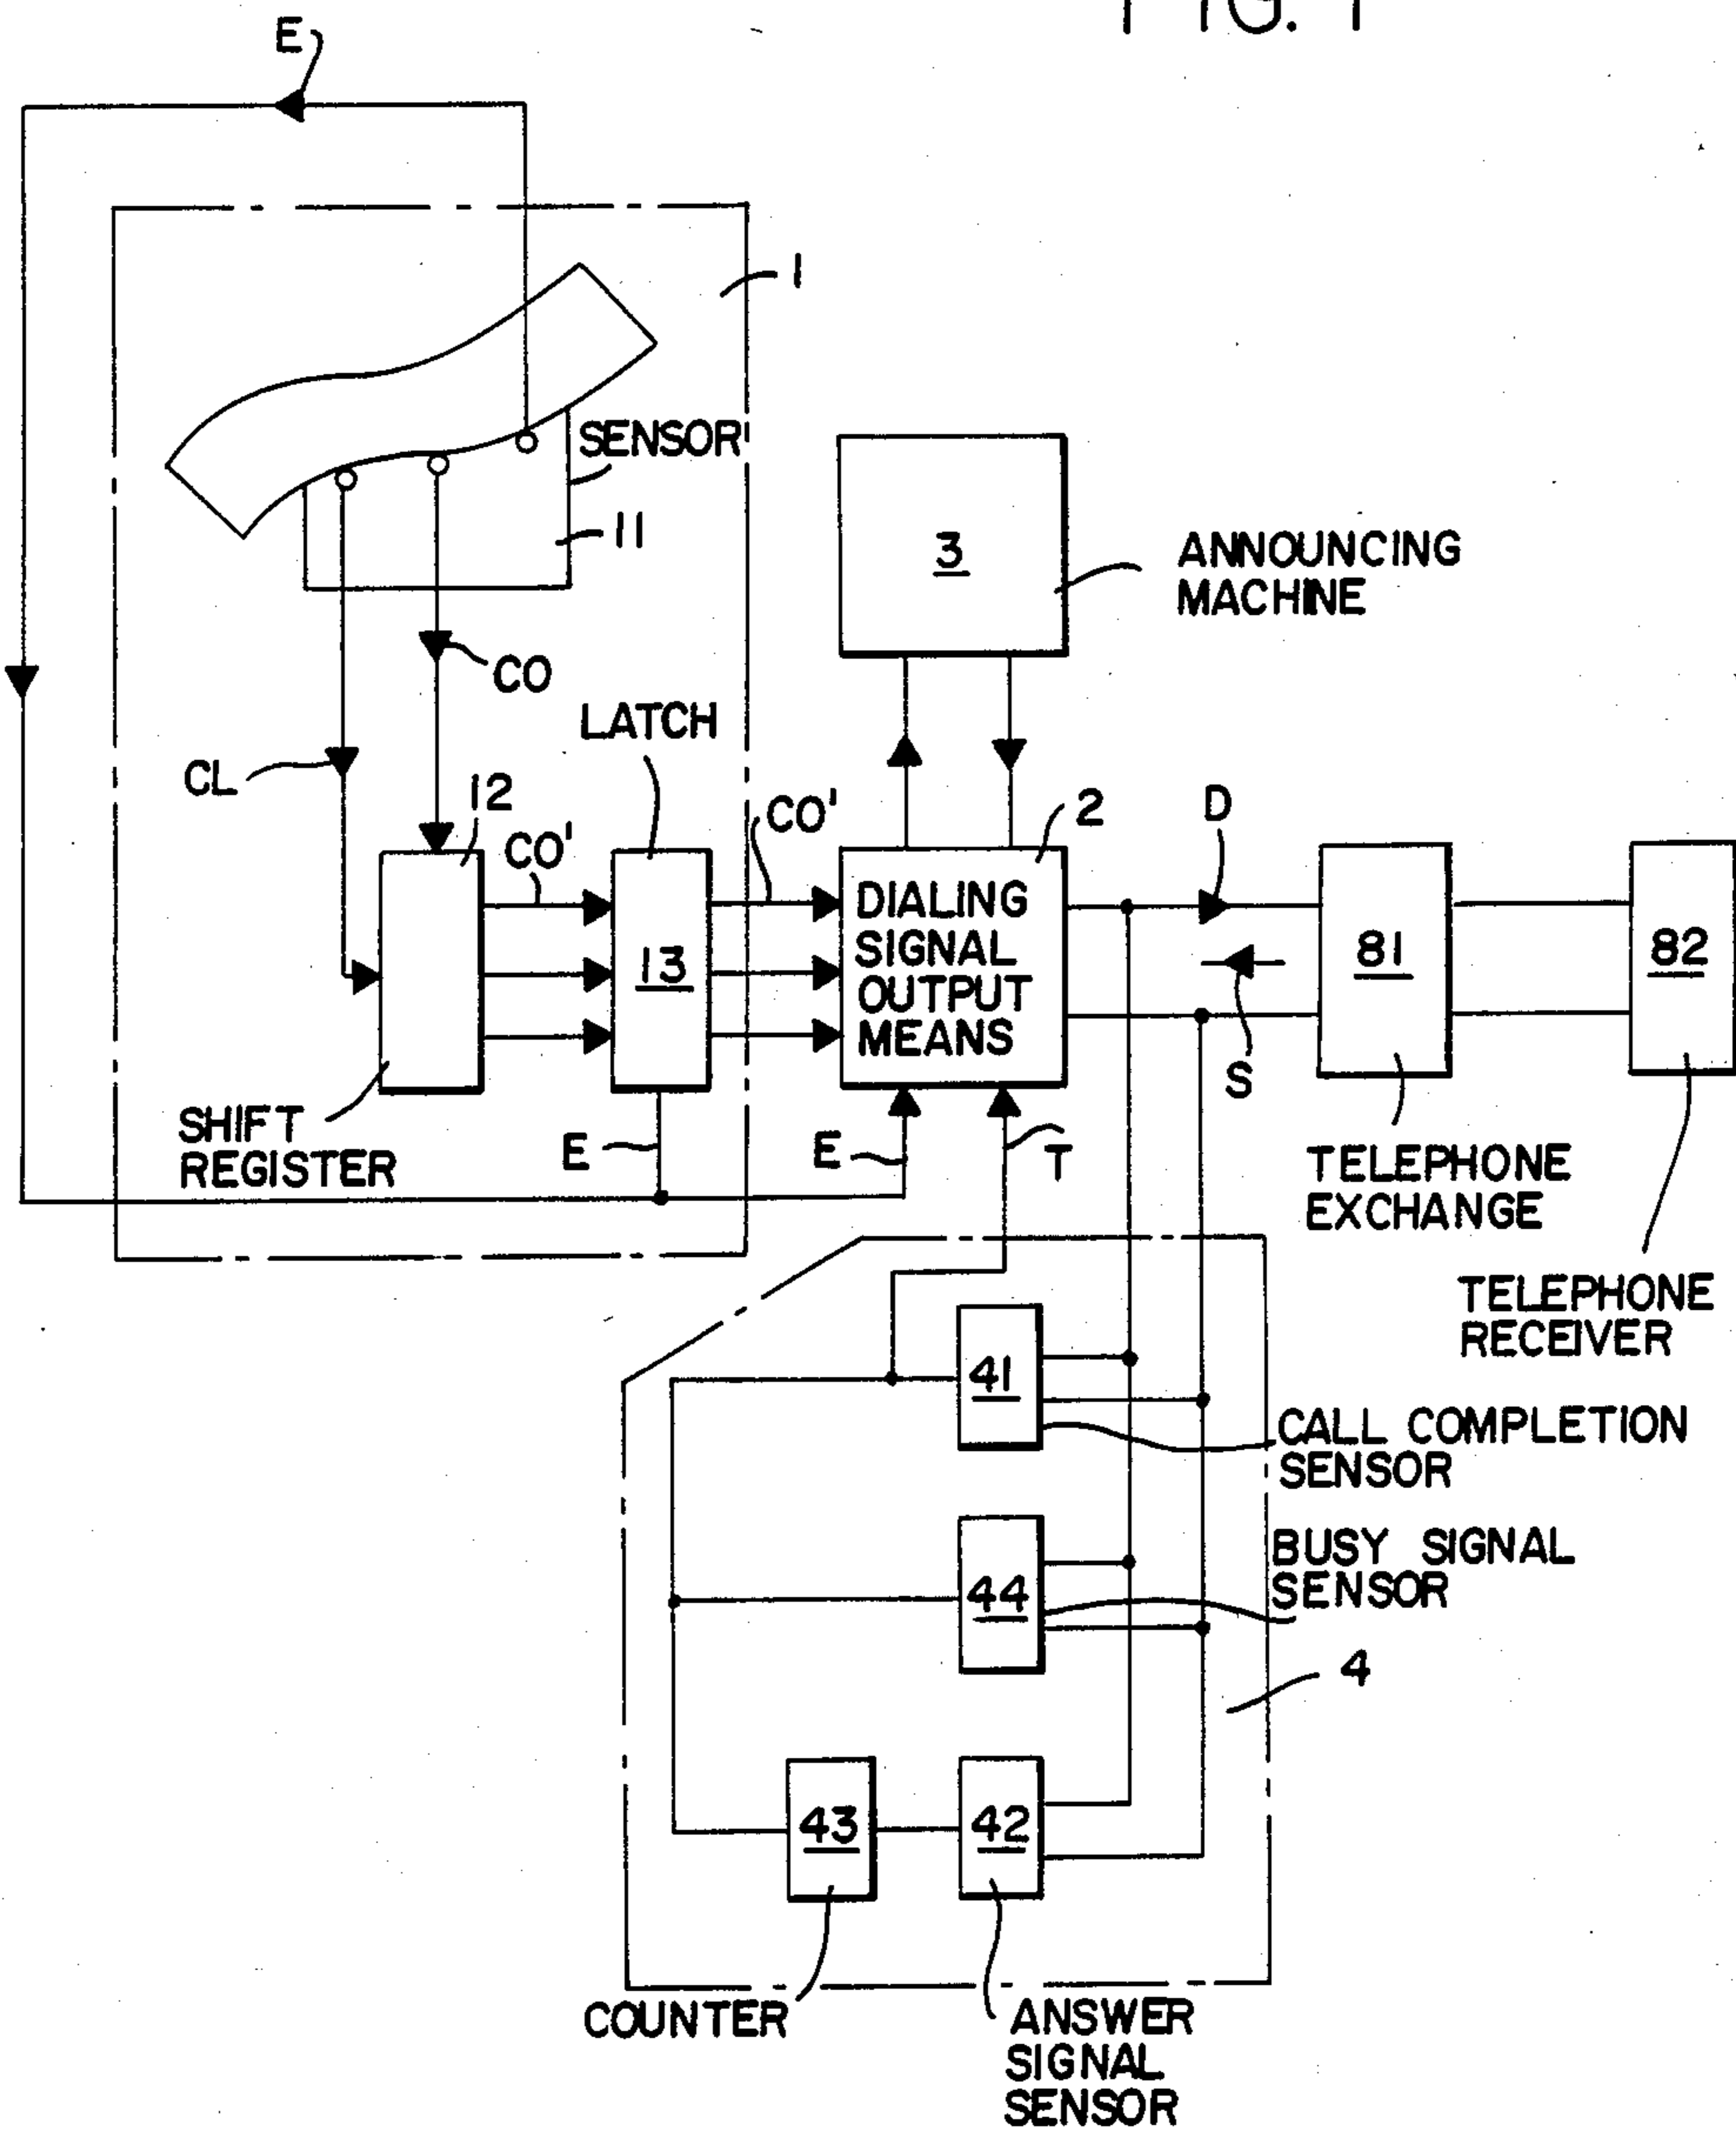 FIG. 1
E
1
SENSOR
11
3
ANNOUNCING
MACHINE
CO
LATCH
CL
12
CO'
CO'
2
D
DIALING
SIGNAL
OUTPUT
MEANS
13
81
82
S
SHIFT
REGISTER
E
E
T
TELEPHONE
EXCHANGE
TELEPHONE
RECEIVER
41
CALL COMPLETION
SENSOR
BUSY SIGNAL
SENSOR
44
4
43
42
COUNTER
ANSWER
SIGNAL
SENSOR